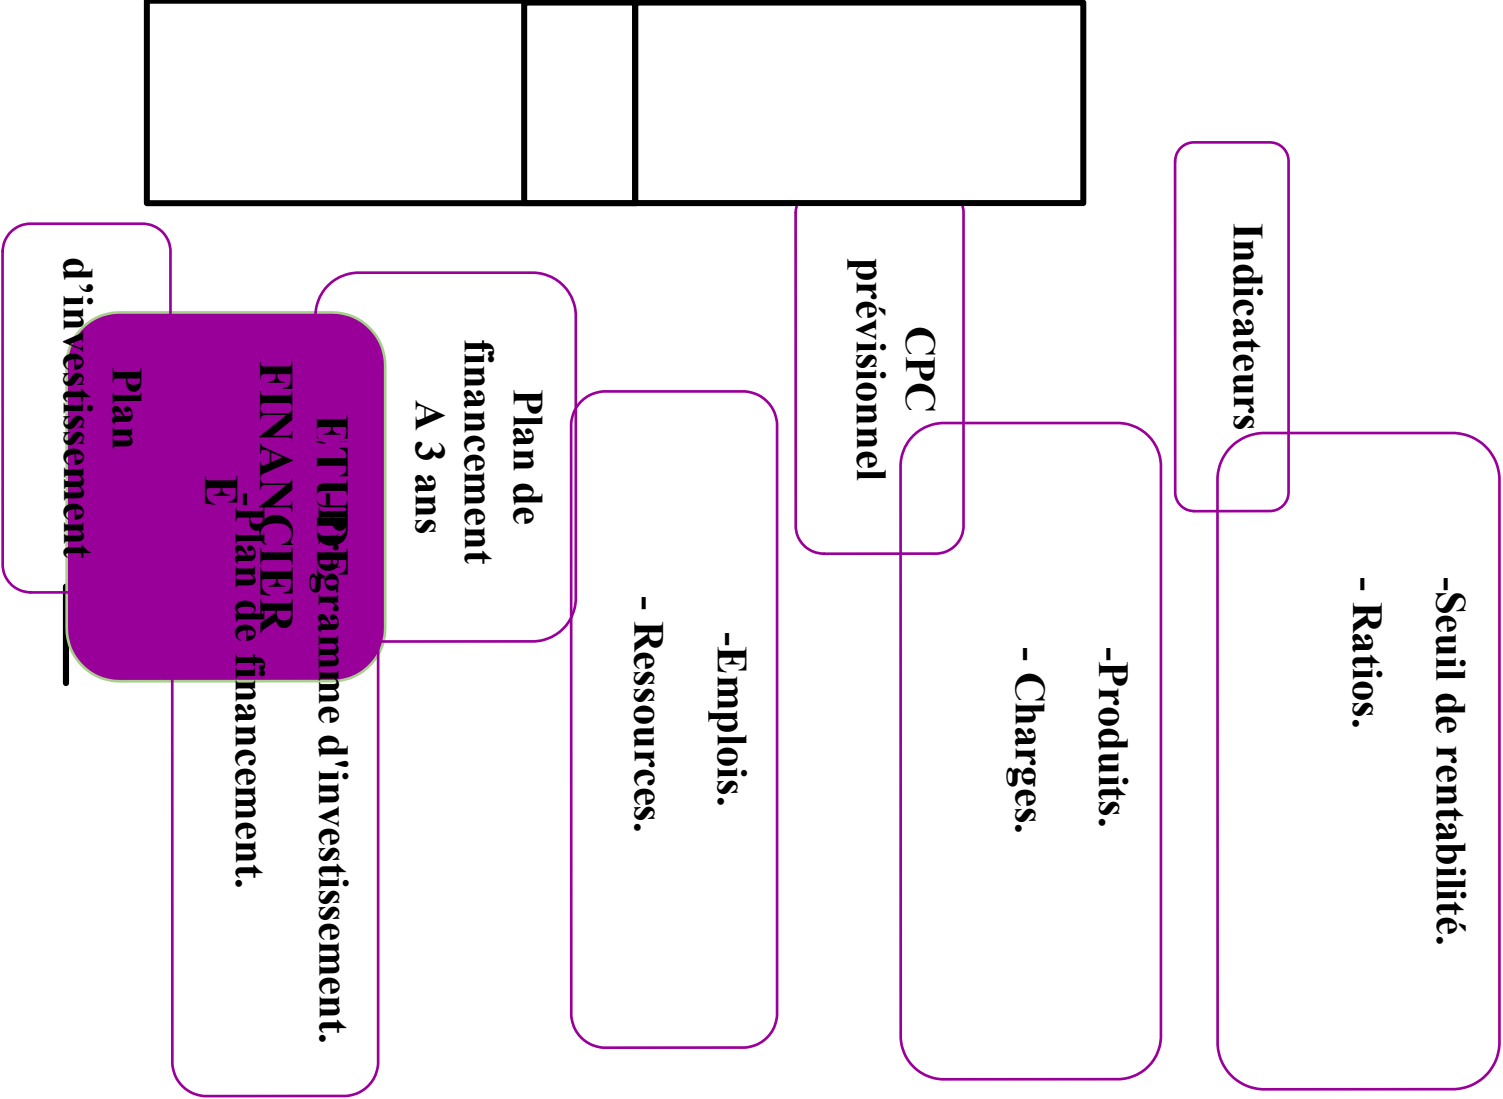 ETUDE
FINANCIER
E
Plan
d’investissement
-Programme d'investissement.
-Plan de financement.
Plan de
financement
A 3 ans
-Emplois.
- Ressources.
CPC
prévisionnel
-Produits.
- Charges.
Indicateurs
-Seuil de rentabilité.
- Ratios.